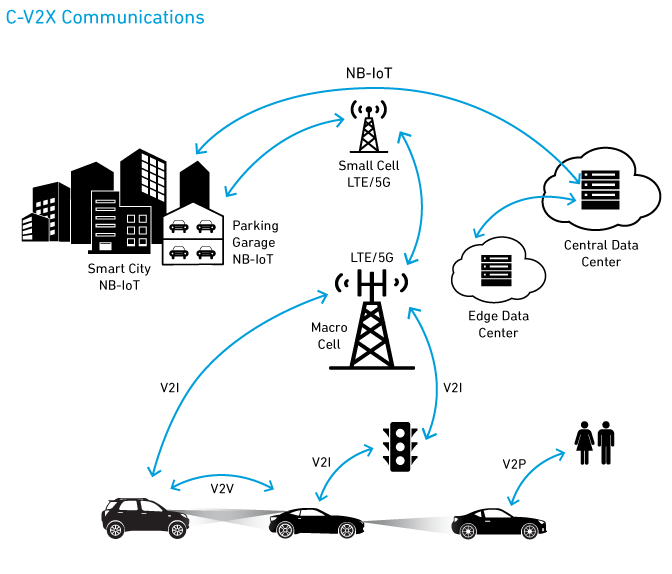 C-V2X Communications
NB-IoT
Small Cell
LTE/5G
Parking
Garage
NB-IoT
Smart City
NB-IoT
Central Data
Center
Edge Data
Center
LTE/5G
Macro
Cell
V2I
V2I
V2I
V2P
V2V